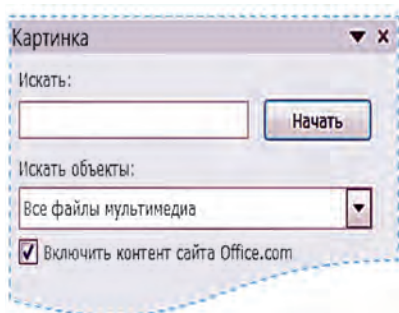 Картинка
Искать:
Начать
Искать объекты:
Все файлы мультимедиа
Включить контент сайта Office.com